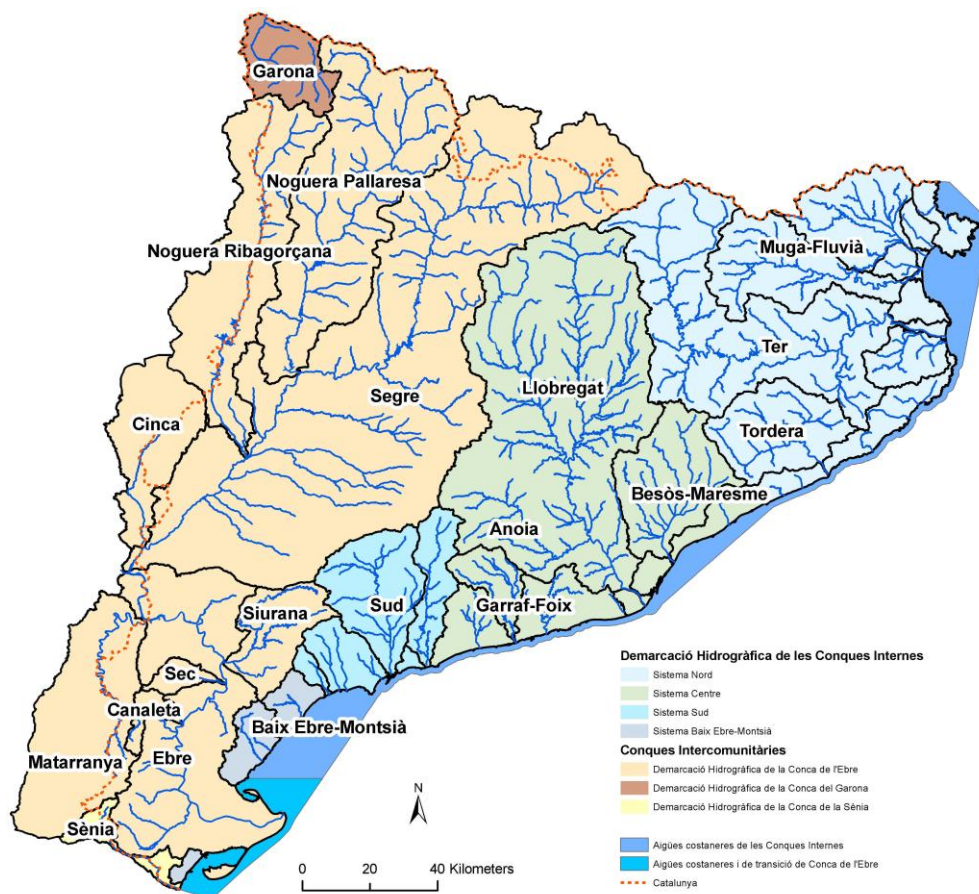 Garona
Noguera Pallaresa
Noguera Ribagorçana
Muga-Fluvià
Ter
Llobregat
Segre
Cinca
Tordera
Besòs-Maresme
Anoia
Siurana
Sud
Garraf-Foix
Sec
Canaleta
Baix Ebre-Montsià
Matarranya
Ebre
Sènia
N
0 20 40 Kilometers
Demarcació Hidrogràfica de les Conques Internes
Sistema Nord
Sistema Centre
Sistema Sud
Sistema Baix Ebre-Montsià
Conques Intercomunitàries
Demarcació Hidrogràfica de la Conca de l'Ebre
Demarcació Hidrogràfica de la Conca del Garona
Demarcació Hidrogràfica de la Conca de la Sènia
Aigües costaneres de les Conques Internes
Aigües costaneres i de transició de Conca de l'Ebre
Catalunya